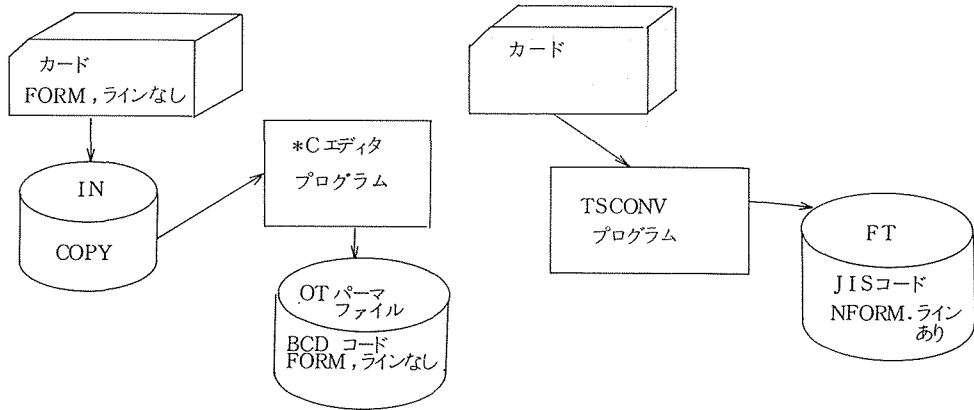 カード
FORM,ラインなし
IN
COPY
*Cエディタ
プログラム
OTパーマ
ファイル
BCD コード
FORM,ラインなし
カード
TSCONV
プログラム
FT
JISコード
NFORM.ライン
あり